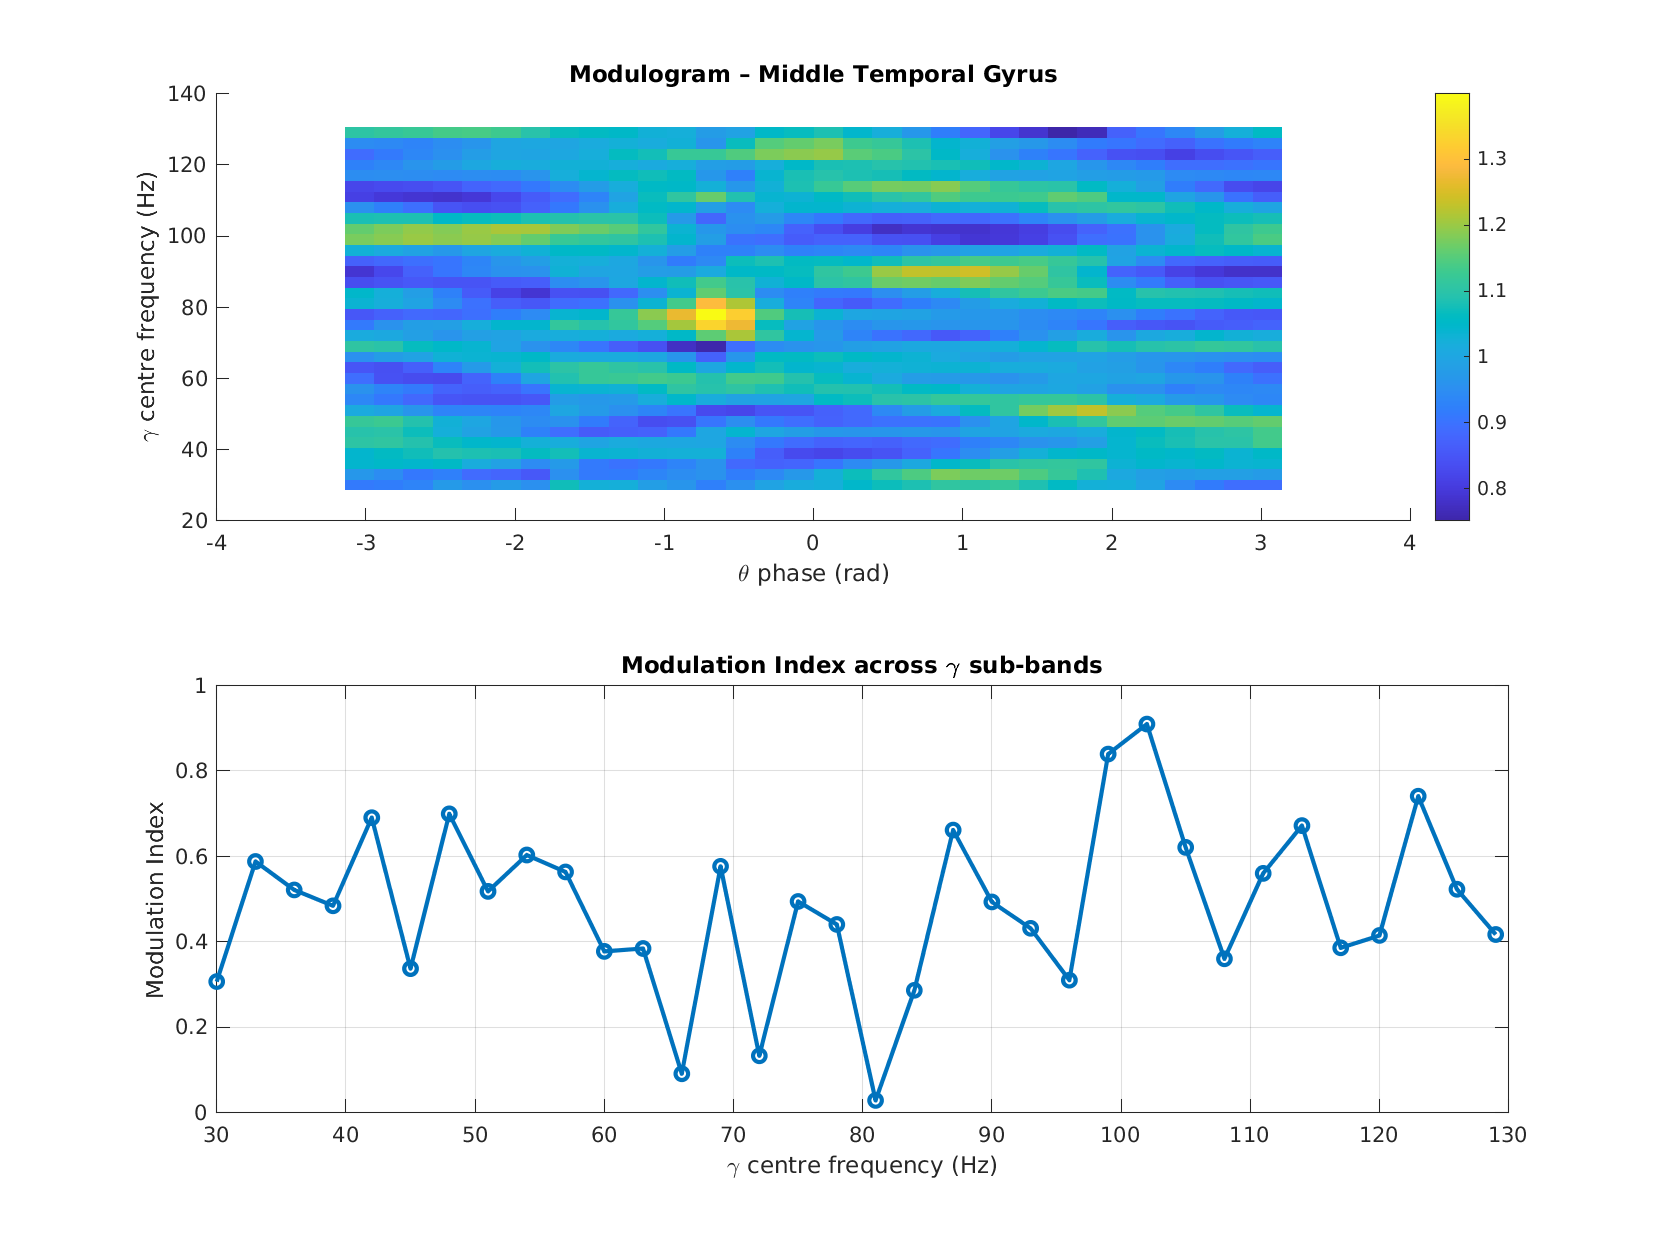 Modulogram – Middle Temporal Gyrus
γ centre frequency (Hz)
140
120
100
80
60
40
20
-4 -3 -2 -1 0 1 2 3 4
θ phase (rad)
1.3
1.2
1.1
1
0.9
0.8
Modulation Index across γ sub-bands
Modulation Index
1
0.8
0.6
0.4
0.2
0
30 40 50 60 70 80 90 100 110 120 130
γ centre frequency (Hz)